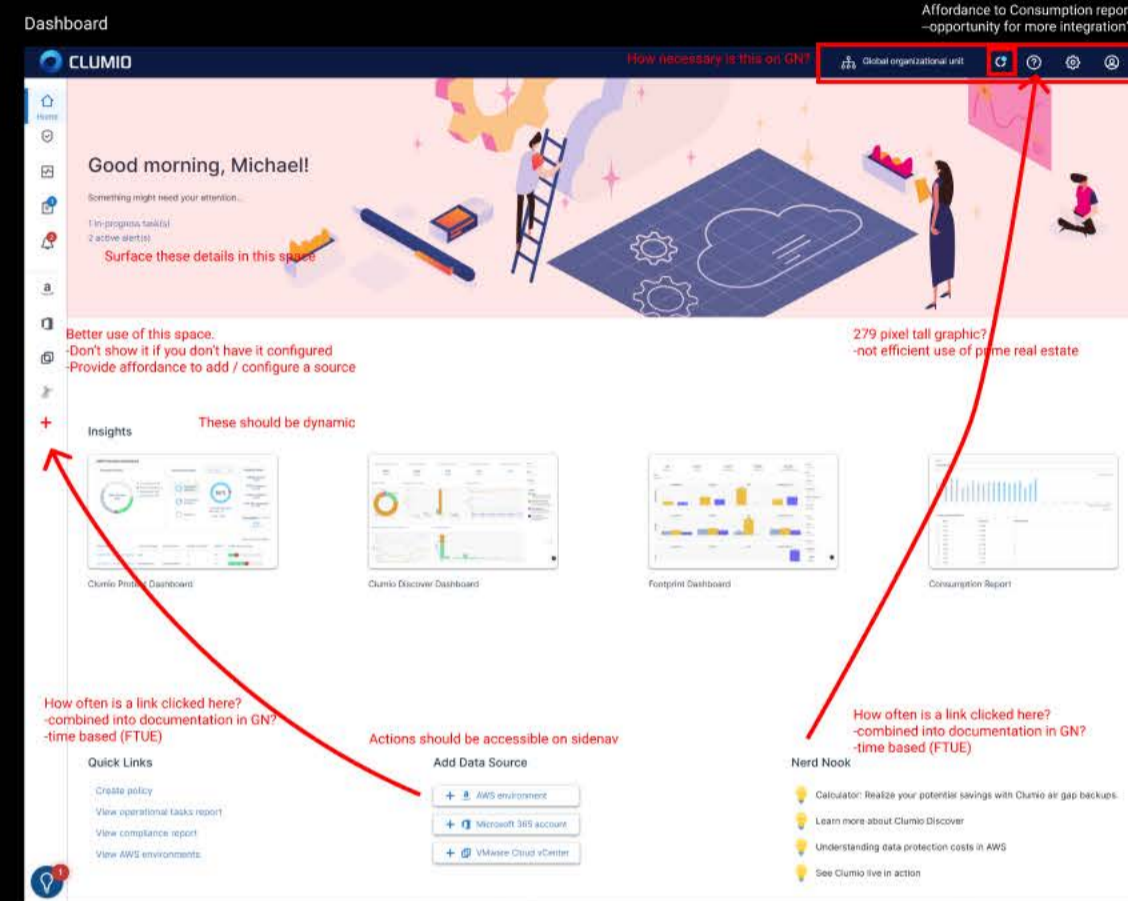 Dashboard
Affordance to Consumption repor
--opportunity for more integration?
CLUMIO
How necessary is this on GN?
Global organizational unit
Home
Good morning, Michael!
Something might need your attention...
1 in-progress task(s)
2 active alert(s)
Surface these details in this space
1
2
a
Better use of this space.
-Don't show it if you don't have it configured
-Provide affordance to add / configure a source
279 pixel tall graphic?
-not efficient use of prime real estate
+
Insights
These should be dynamic
Clumio Protect Dashboard
Clumio Discover Dashboard
Footprint Dashboard
Consumption Report
How often is a link clicked here?
-combined into documentation in GN?
-time based (FTUE)
Actions should be accessible on sidenav
How often is a link clicked here?
-combined into documentation in GN?
-time based (FTUE)
Quick Links
Create policy
View operational tasks report
View compliance report
View AWS environments
Add Data Source
+ a AWS environment
+ Microsoft 365 account
+ VMware Cloud vCenter
Nerd Nook
Calculator: Realize your potential savings with Clumio air gap backups.
Learn more about Clumio Discover
Understanding data protection costs in AWS
See Clumio live in action
1